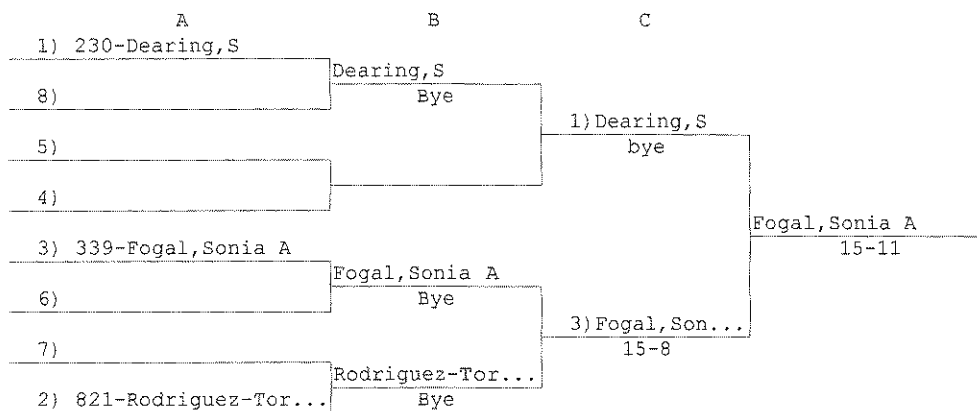 A B C
1) 230-Dearing,S
Dearing,S
8) Bye
1)Dearing,S
bye
5)
4)
Fogal,Sonia A
3) 339-Fogal,Sonia A
15-11
Fogal,Sonia A
6) Bye
3)Fogal,Son...
7) 15-8
Rodriguez-Tor...
2) 821-Rodriguez-Tor... Bye